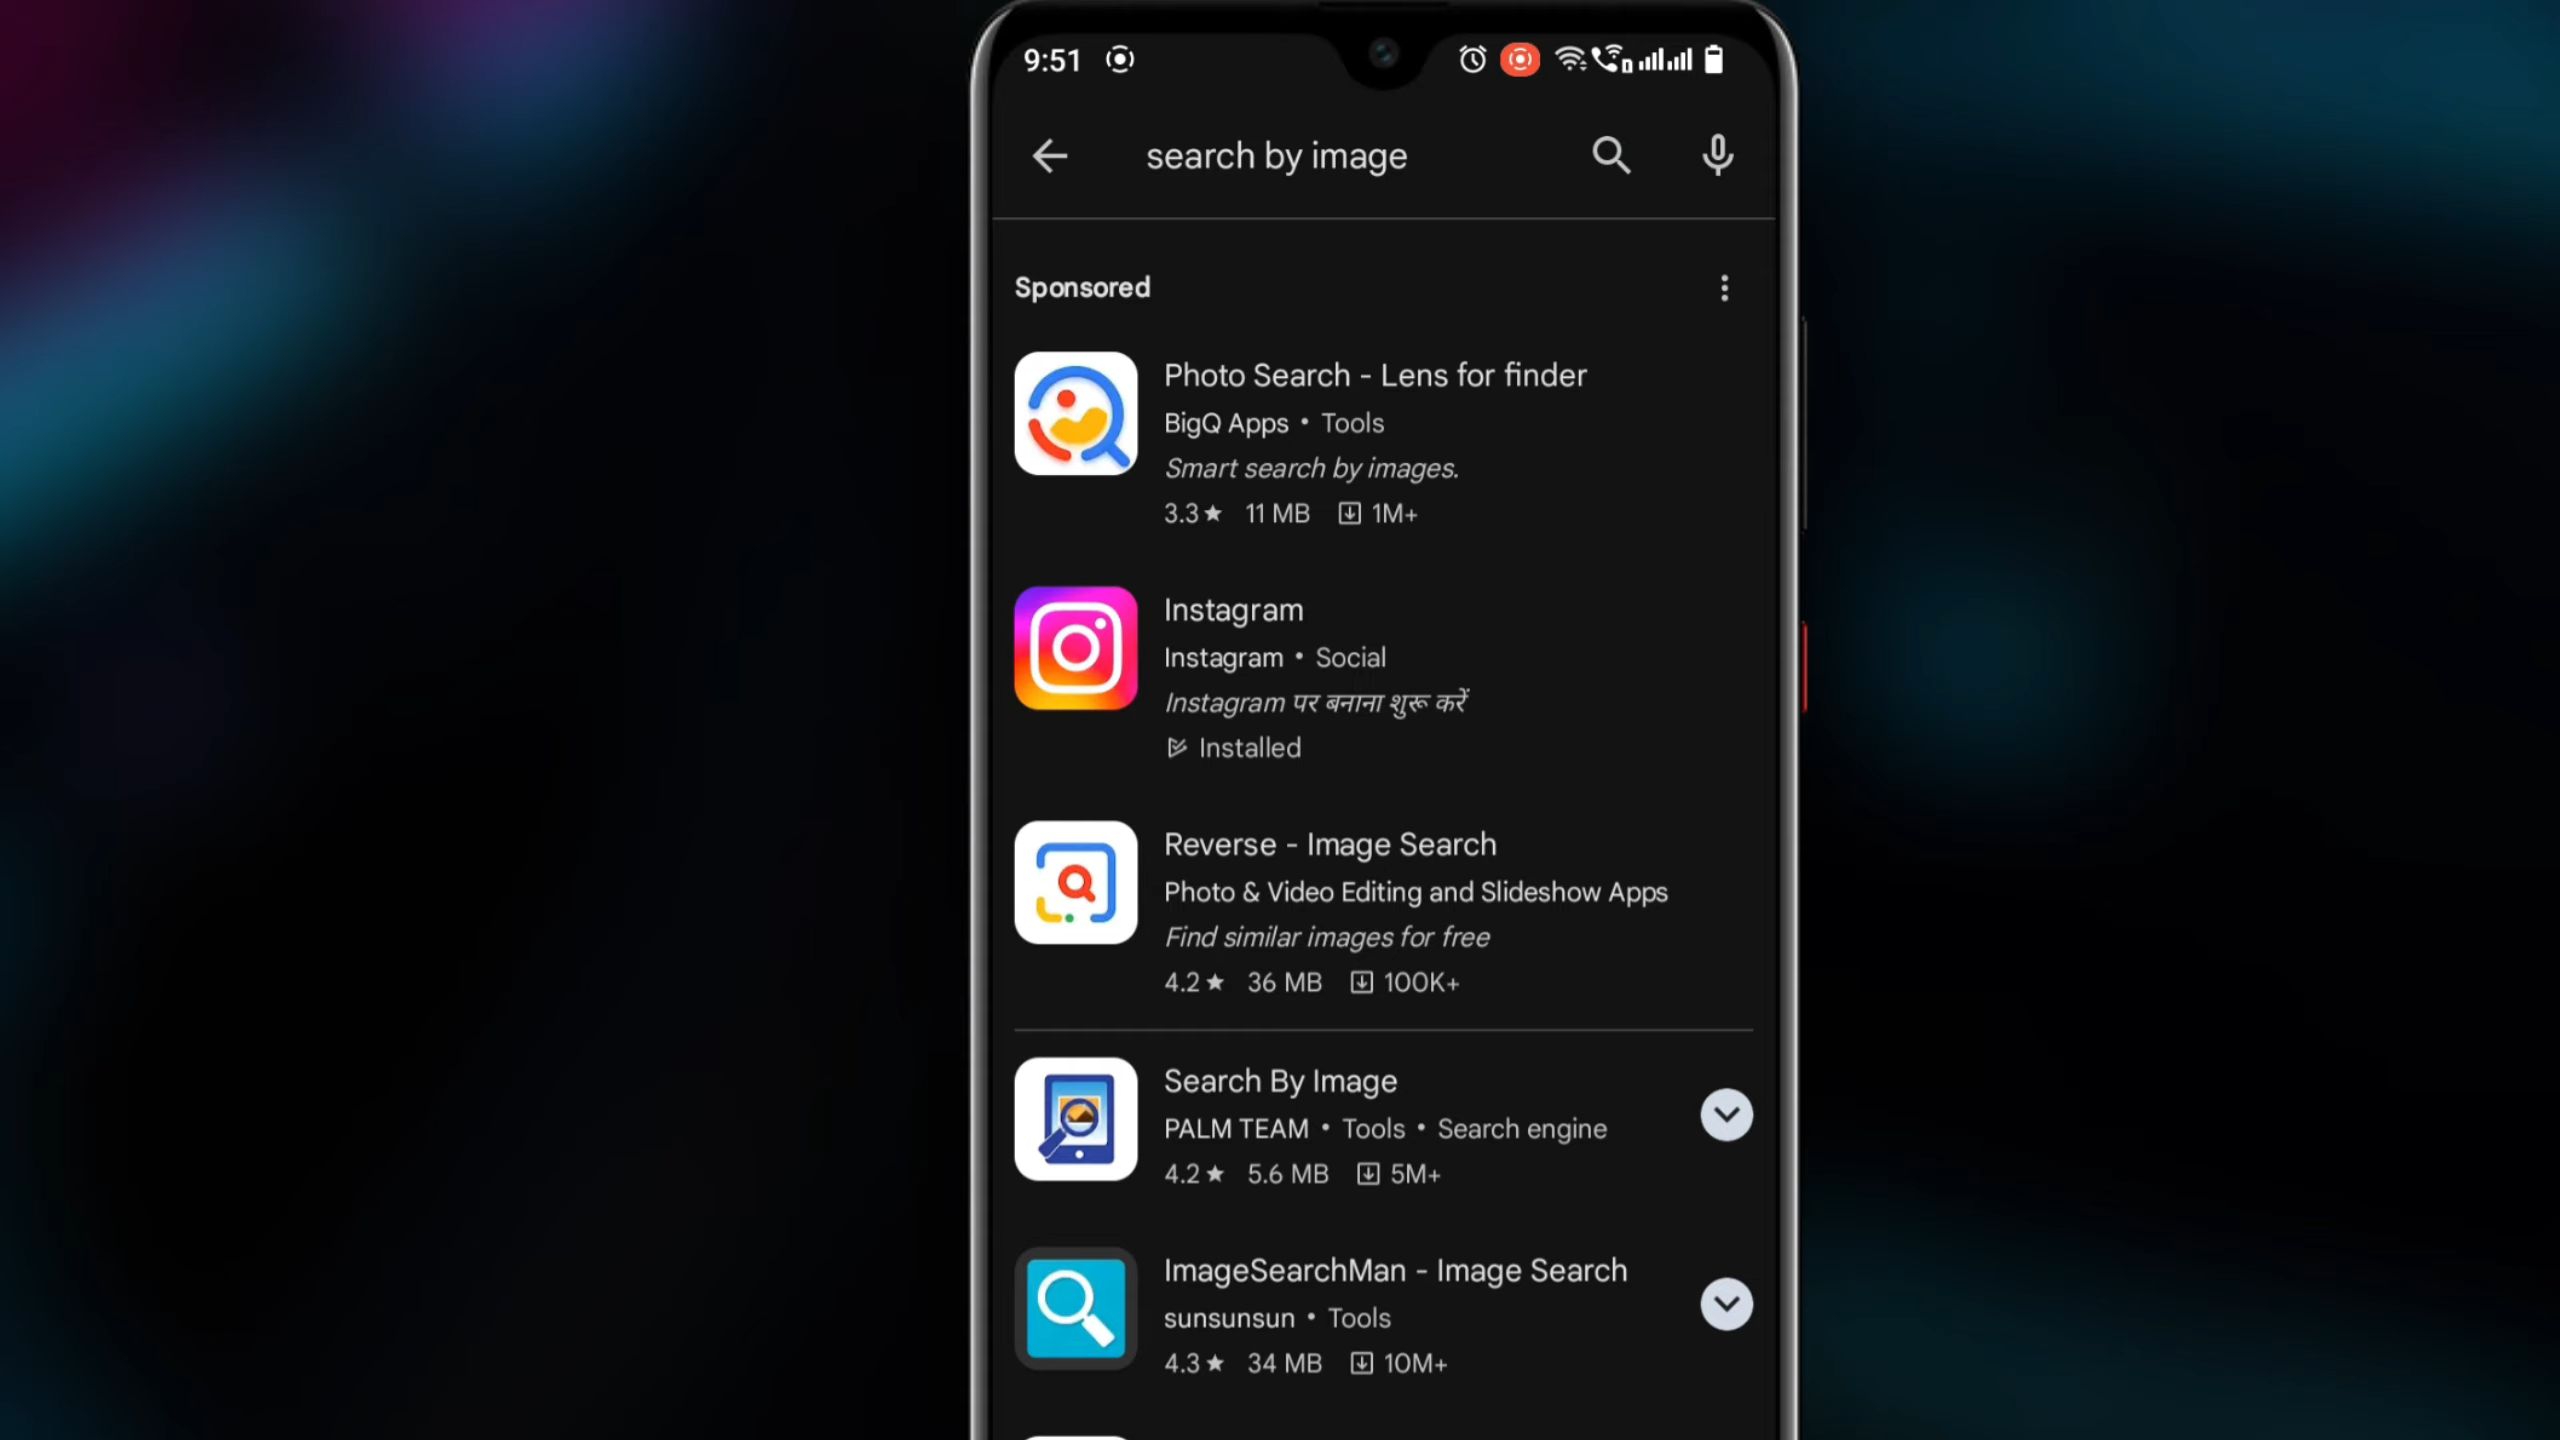 9:51
search by image
Sponsored
Photo Search - Lens for finder
BigQ Apps • Tools
Smart search by images.
3.3★ 11 MB 1M+
Instagram
Instagram • Social
Instagram पर बनाना शुरू करें
Installed
Reverse - Image Search
Photo & Video Editing and Slideshow Apps
Find similar images for free
4.2★ 36 MB 100K+
Search By Image
PALM TEAM • Tools • Search engine
4.2★ 5.6 MB 5M+
ImageSearchMan - Image Search
sunsunsun • Tools
4.3★ 34 MB 10M+